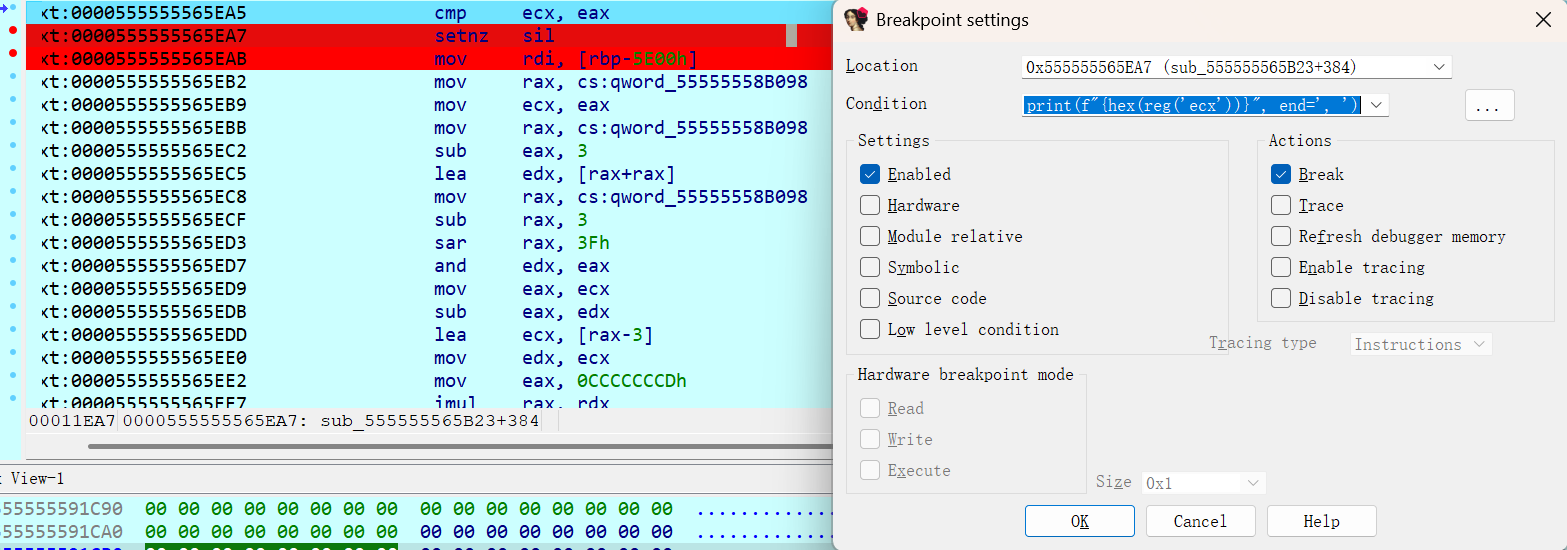 xt:0000555555565EA5 cmp ecx, eax
xt:0000555555565EA7 setnz sil
xt:0000555555565EAB mov rdi, [rbp-5E00h]
xt:0000555555565EB2 mov rax, cs:qword_55555558B098
xt:0000555555565EB9 mov ecx, eax
xt:0000555555565EBB mov rax, cs:qword_55555558B098
xt:0000555555565EC2 sub eax, 3
xt:0000555555565EC5 lea edx, [rax+rax]
xt:0000555555565EC8 mov rax, cs:qword_55555558B098
xt:0000555555565ECF sub rax, 3
xt:0000555555565ED3 sar rax, 3Fh
xt:0000555555565ED7 and edx, eax
xt:0000555555565ED9 mov eax, ecx
xt:0000555555565EDB sub eax, edx
xt:0000555555565EDD lea ecx, [rax-3]
xt:0000555555565EE0 mov edx, ecx
xt:0000555555565EE2 mov eax, 0CCCCCCCDh
xt:0000555555565EE7 imul rax, rdx
00011EA7 0000555555565EA7: sub_555555565B23+384
View-1
555555591C90 00 00 00 00 00 00 00 00 00 00 00 00 00 00 00 00 .............
555555591CA0 00 00 00 00 00 00 00 00 00 00 00 00 00 00 00 00 .............
Breakpoint settings
Location 0x555555565EA7 (sub_555555565B23+384)
Condition print(f"{hex(reg('ecx'))}", end=', ') ...
Settings
Enabled
Hardware
Module relative
Symbolic
Source code
Low level condition
Actions
Break
Trace
Refresh debugger memory
Enable tracing
Disable tracing
Tracing type Instructions
Hardware breakpoint mode
Read
Write
Execute
Size 0x1
OK Cancel Help